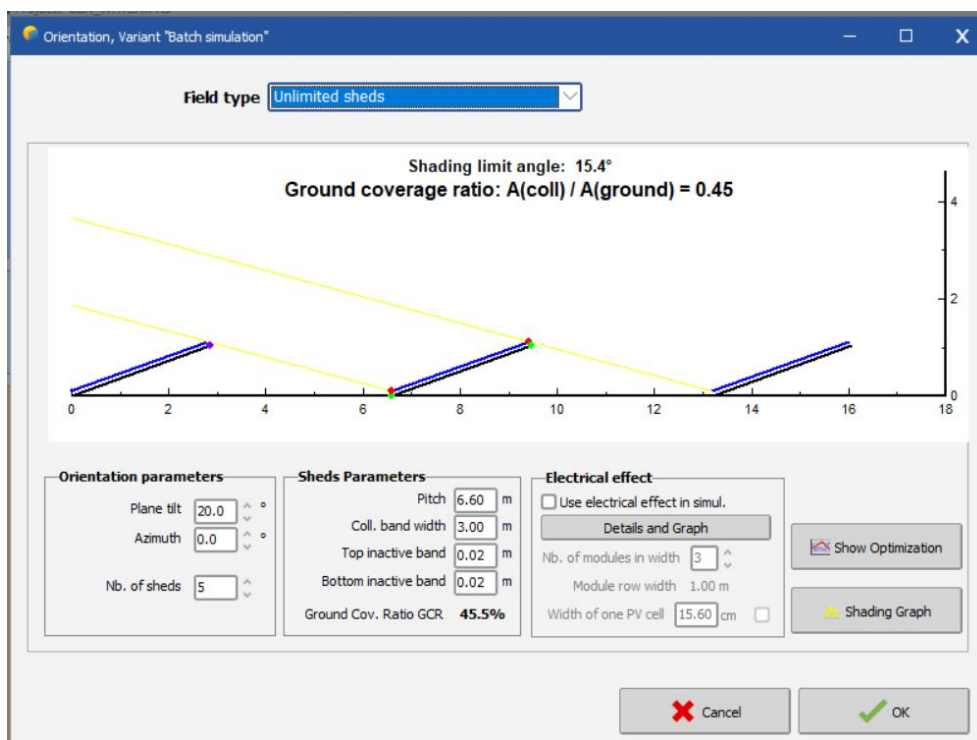 Orientation, Variant "Batch simulation"
Field type Unlimited sheds
Shading limit angle: 15.4°
Ground coverage ratio: A(coll) / A(ground) = 0.45
4
2
0
0 2 4 6 8 10 12 14 16 18
Orientation parameters
Plane tilt 20.0 °
Azimuth 0.0 °
Nb. of sheds 5
Sheds Parameters
Pitch 6.60 m
Coll. band width 3.00 m
Top inactive band 0.02 m
Bottom inactive band 0.02 m
Ground Cov. Ratio GCR 45.5%
Electrical effect
Use electrical effect in simul.
Details and Graph
Nb. of modules in width 3
Module row width 1.00 m
Width of one PV cell 15.60 cm
Show Optimization
Shading Graph
Cancel
OK